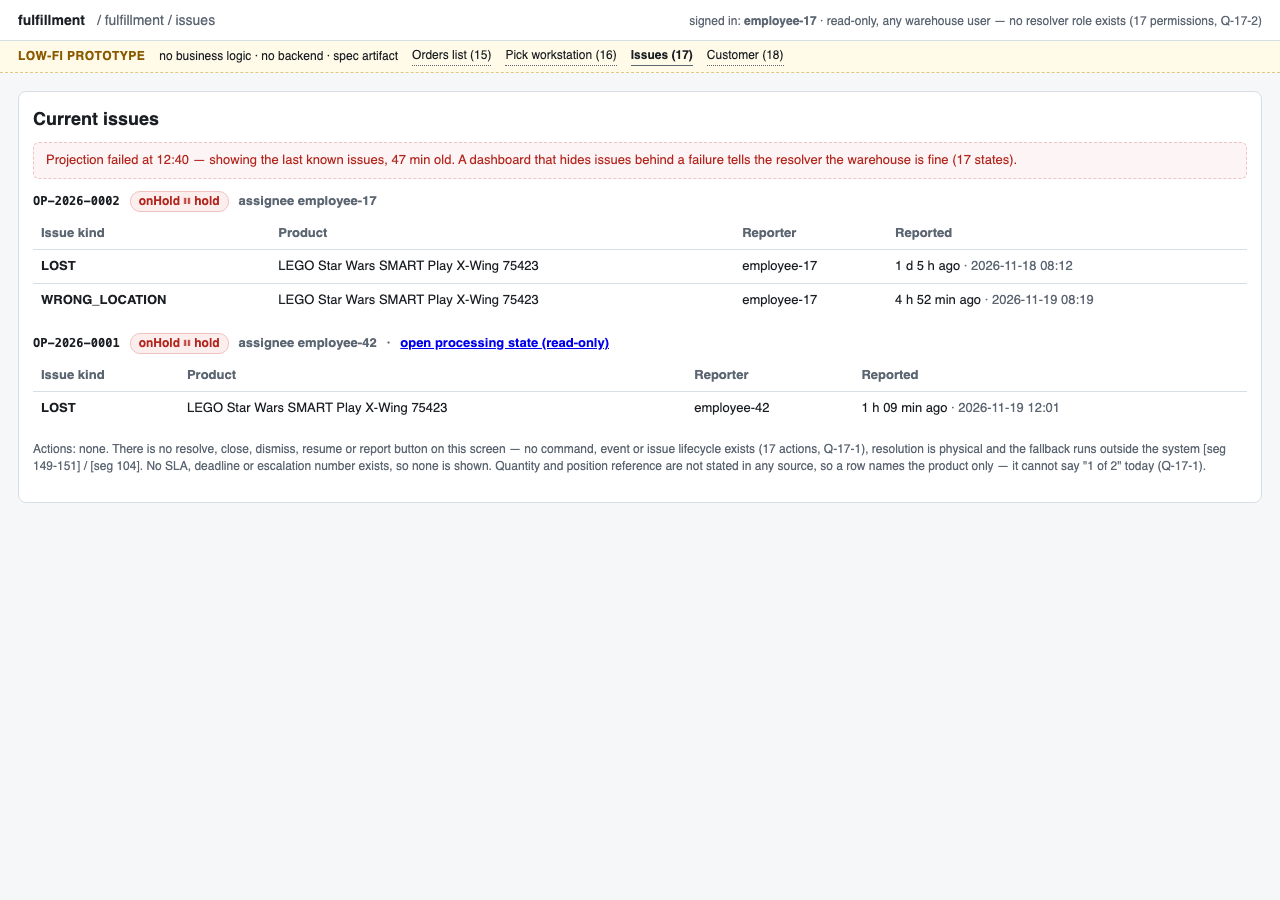 fulfillment / fulfillment / issues
signed in: employee-17 · read-only, any warehouse user — no resolver role exists (17 permissions, Q-17-2)
LOW-FI PROTOTYPE no business logic · no backend · spec artifact Orders list (15) Pick workstation (16) Issues (17) Customer (18)
Current issues
Projection failed at 12:40 — showing the last known issues, 47 min old. A dashboard that hides issues behind a failure tells the resolver the warehouse is fine (17 states).
OP-2026-0002 onHold ⏸ hold assignee employee-17
Issue kind Product Reporter Reported
LOST LEGO Star Wars SMART Play X-Wing 75423 employee-17 1 d 5 h ago · 2026-11-18 08:12
WRONG_LOCATION LEGO Star Wars SMART Play X-Wing 75423 employee-17 4 h 52 min ago · 2026-11-19 08:19
OP-2026-0001 onHold ⏸ hold assignee employee-42 · open processing state (read-only)
Issue kind Product Reporter Reported
LOST LEGO Star Wars SMART Play X-Wing 75423 employee-42 1 h 09 min ago · 2026-11-19 12:01
Actions: none. There is no resolve, close, dismiss, resume or report button on this screen — no command, event or issue lifecycle exists (17 actions, Q-17-1), resolution is physical and the fallback runs outside the system [seg
149-151] / [seg 104]. No SLA, deadline or escalation number exists, so none is shown. Quantity and position reference are not stated in any source, so a row names the product only — it cannot say "1 of 2" today (Q-17-1).